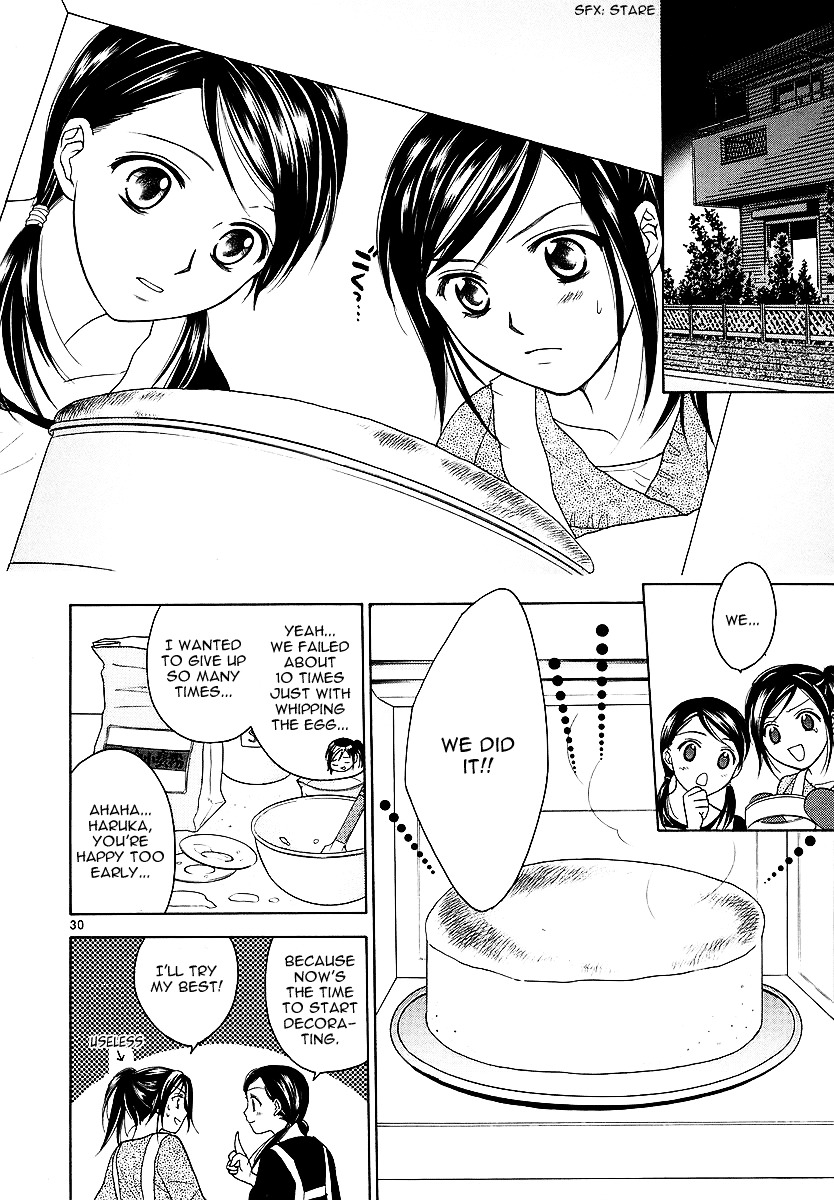 SFX: STARE
ジィ…
WE...
WE DID
IT!!
YEAH...
WE FAILED
ABOUT
10 TIMES
JUST WITH
WHIPPING
THE EGG...
I WANTED
TO GIVE UP
SO MANY
TIMES...
AHAHA...
HARUKA,
YOU'RE
HAPPY TOO
EARLY...
30
BECAUSE
NOW'S
THE TIME
TO START
DECORA-
TING.
I'LL TRY
MY BEST!
USELESS